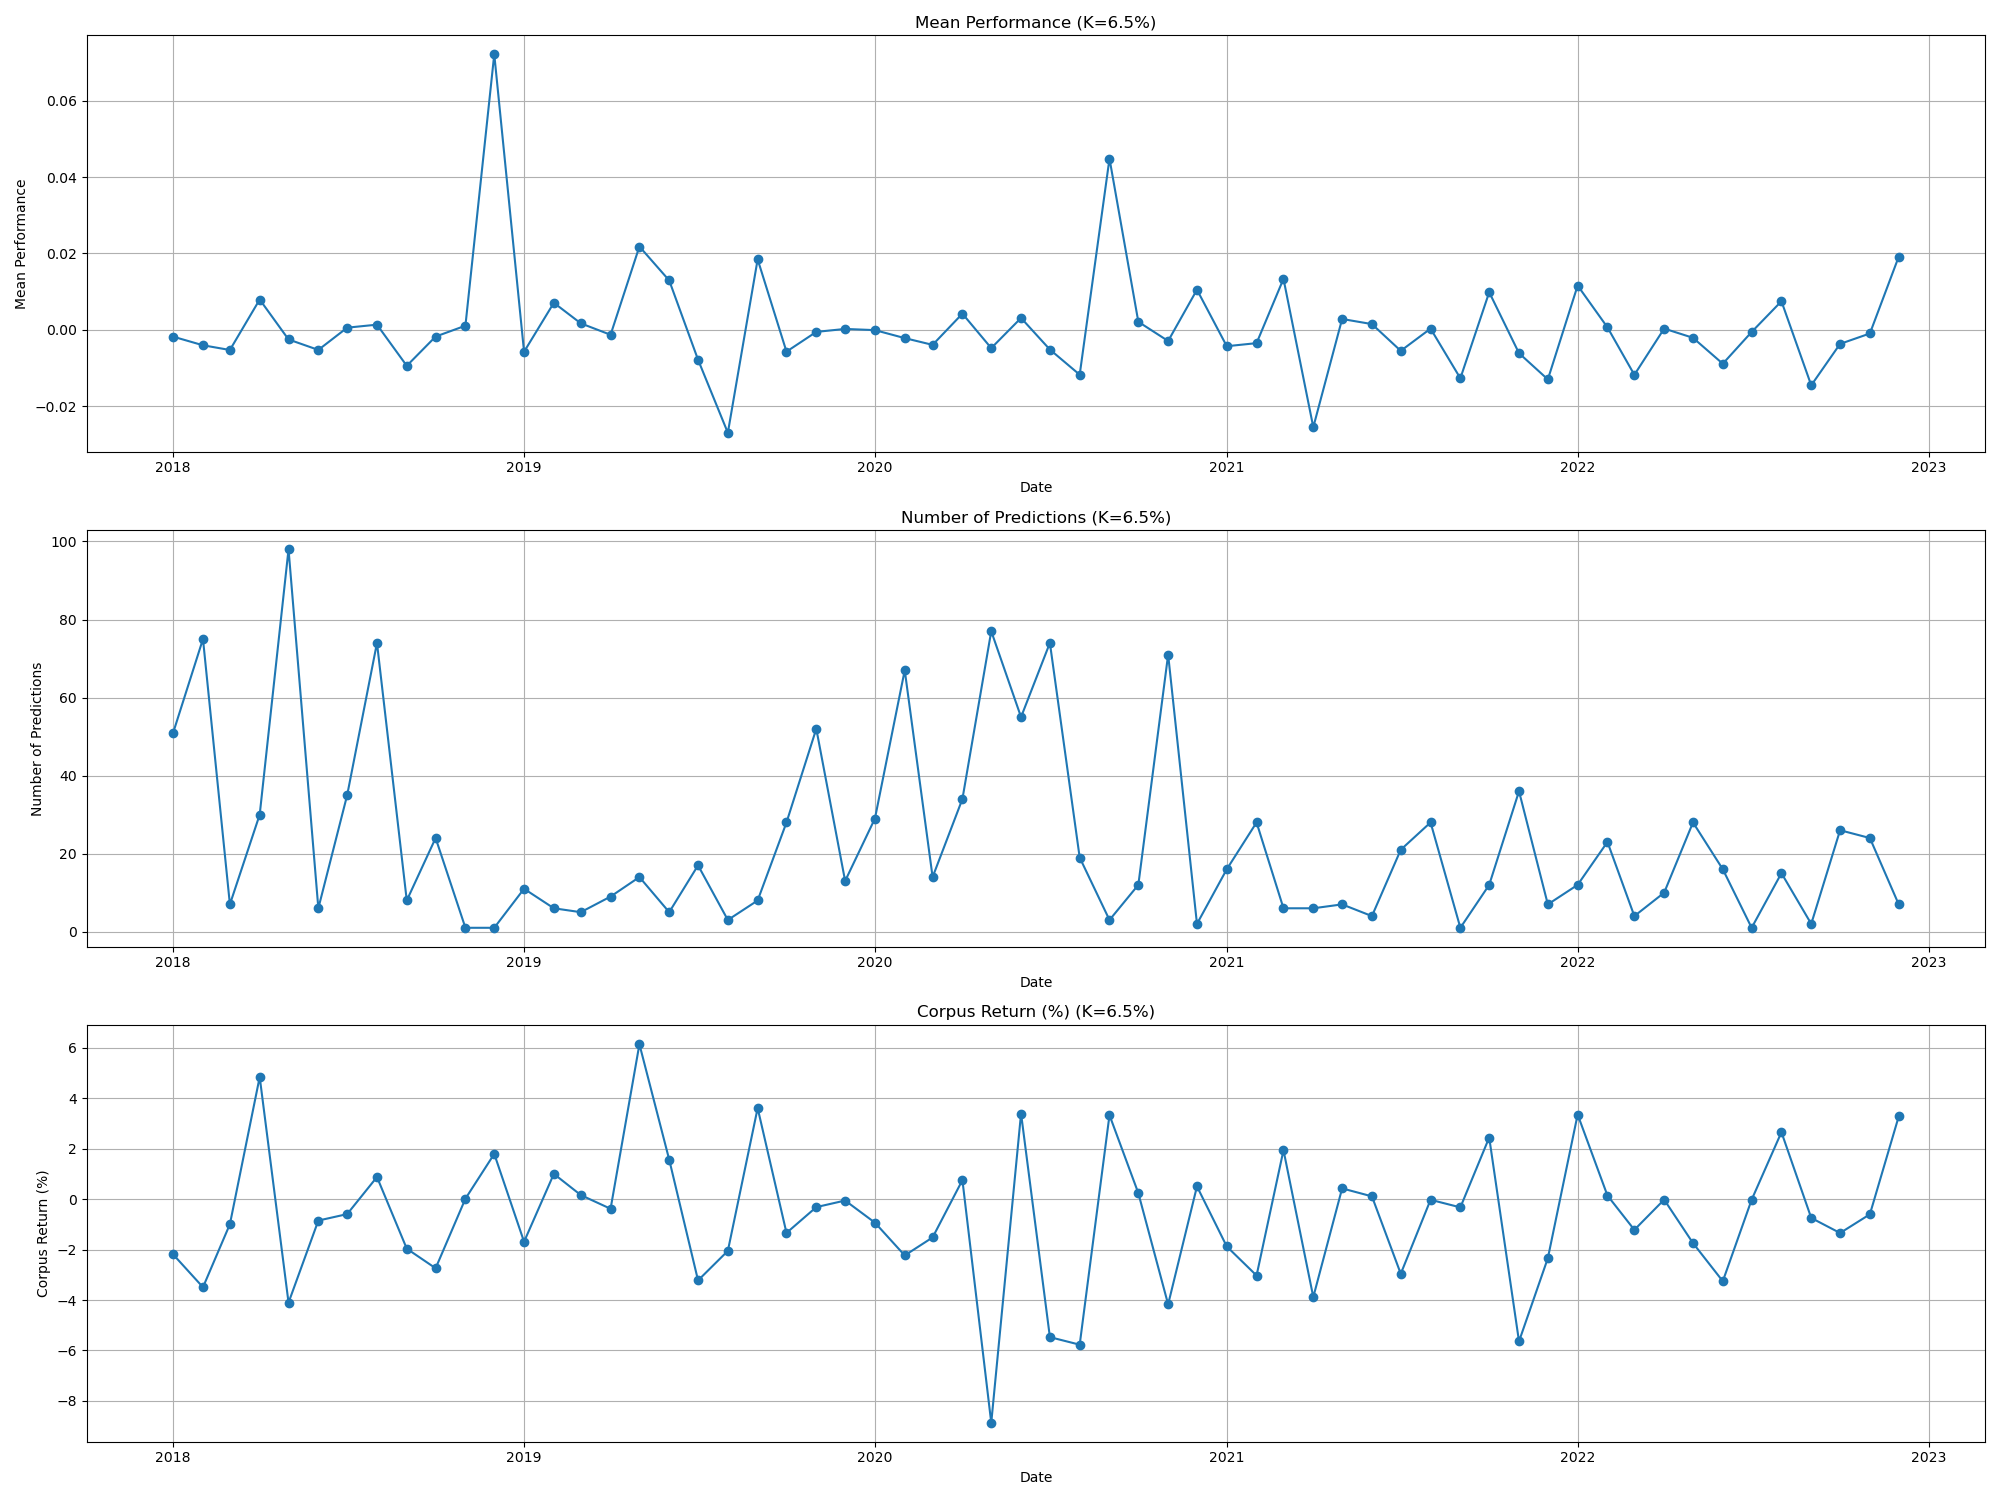 Mean Performance (K=6.5%)
Mean Performance
0.06
0.04
0.02
0.00
−0.02
2018 2019 2020 2021 2022 2023
Date
Number of Predictions (K=6.5%)
Number of Predictions
100
80
60
40
20
0
2018 2019 2020 2021 2022 2023
Date
Corpus Return (%) (K=6.5%)
Corpus Return (%)
6
4
2
0
−2
−4
−6
−8
2018 2019 2020 2021 2022 2023
Date